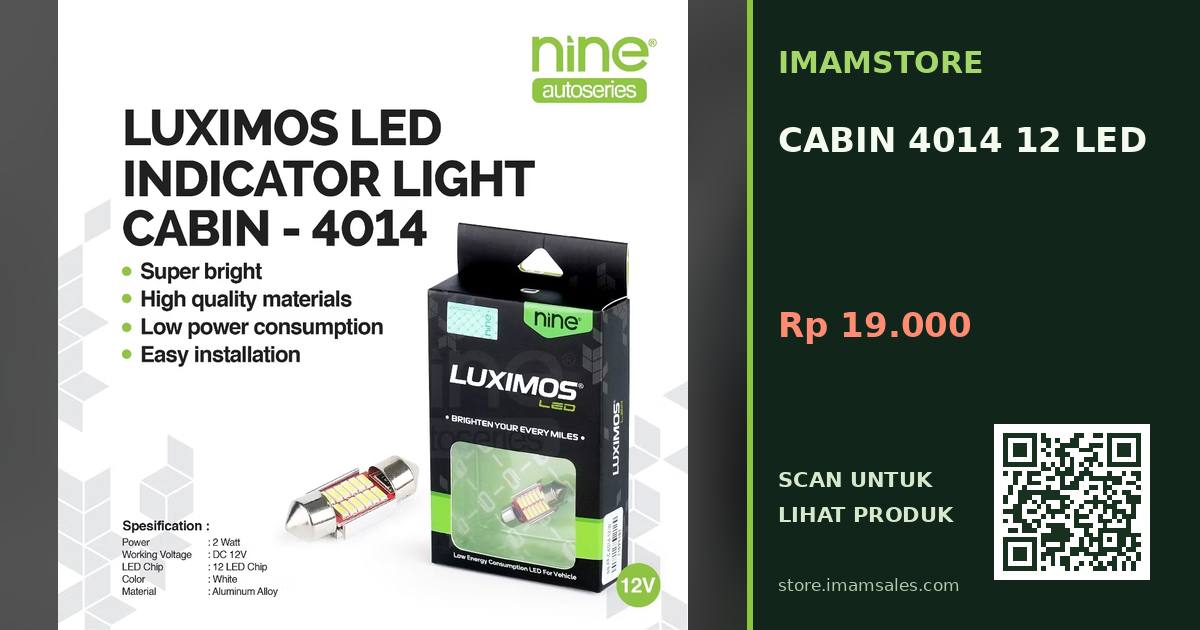 nine®
autoseries
LUXIMOS LED
INDICATOR LIGHT
CABIN - 4014
Super bright
High quality materials
Low power consumption
Easy installation
nine®
LUXIMOS®
LED
• BRIGHTEN YOUR EVERY MILES •
LUXIMOS
Low Energy Consumption LED For Vehicle
12V
Spesification :
Power : 2 Watt
Working Voltage : DC 12V
LED Chip : 12 LED Chip
Color : White
Material : Aluminum Alloy
IMAMSTORE
CABIN 4014 12 LED
Rp 19.000
SCAN UNTUK
LIHAT PRODUK
store.imamsales.com